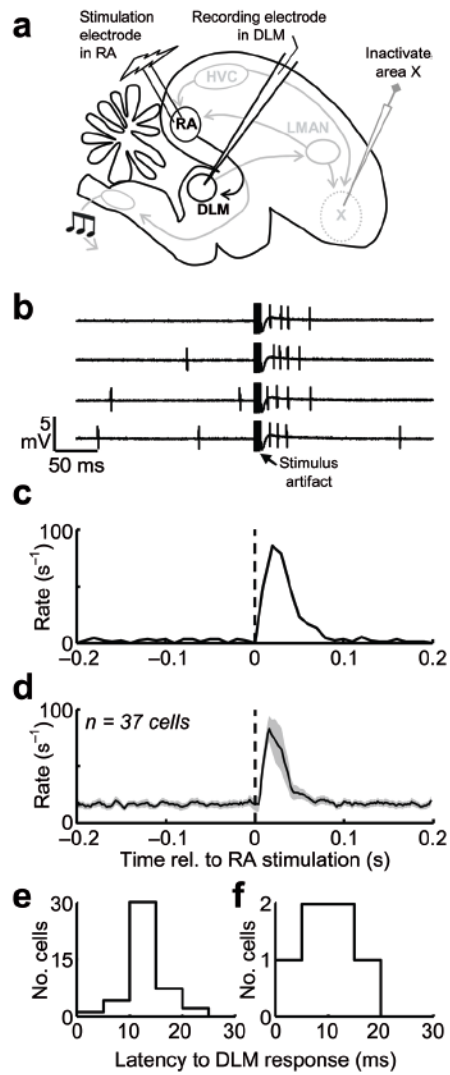 a
Stimulation
electrode
in RA
Recording electrode
in DLM
Inactivate
area X
HVC
RA
LMAN
DLM
X
b
5
mV
50 ms
Stimulus
artifact
c
100
Rate (s⁻¹)
0
–0.2 –0.1 0 0.1 0.2
d
n = 37 cells
100
Rate (s⁻¹)
0
–0.2 –0.1 0 0.1 0.2
Time rel. to RA stimulation (s)
e
30
15
0
No. cells
0 10 20 30
f
2
1
0
No. cells
0 10 20 30
Latency to DLM response (ms)